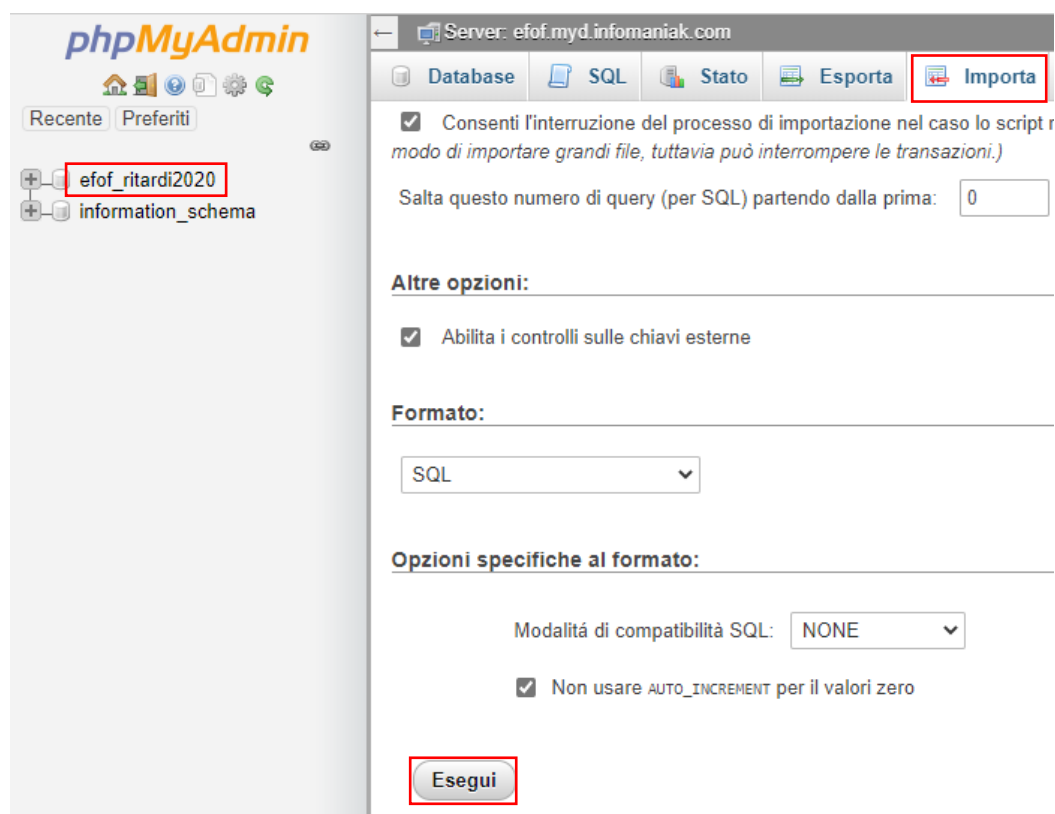 phpMyAdmin
Recente Preferiti
efof_ritardi2020
information_schema
← Server: efof.myd.infomaniak.com
Database SQL Stato Esporta Importa
Consenti l'interruzione del processo di importazione nel caso lo script
modo di importare grandi file, tuttavia può interrompere le transazioni.)
Salta questo numero di query (per SQL) partendo dalla prima: 0
Altre opzioni:
Abilita i controlli sulle chiavi esterne
Formato:
SQL
Opzioni specifiche al formato:
Modalitá di compatibilità SQL: NONE
Non usare AUTO_INCREMENT per il valori zero
Esegui